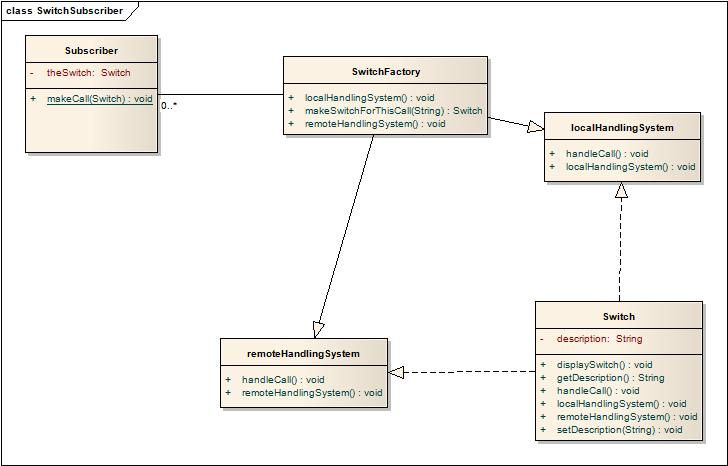 class SwitchSubscriber
Subscriber
- theSwitch: Switch
+ makeCall(Switch) : void
0..*
SwitchFactory
+ localHandlingSystem() : void
+ makeSwitchForThisCall(String) : Switch
+ remoteHandlingSystem() : void
localHandlingSystem
+ handleCall() : void
+ localHandlingSystem() : void
remoteHandlingSystem
+ handleCall() : void
+ remoteHandlingSystem() : void
Switch
- description: String
+ displaySwitch() : void
+ getDescription() : String
+ handleCall() : void
+ localHandlingSystem() : void
+ remoteHandlingSystem() : void
+ setDescription(String) : void